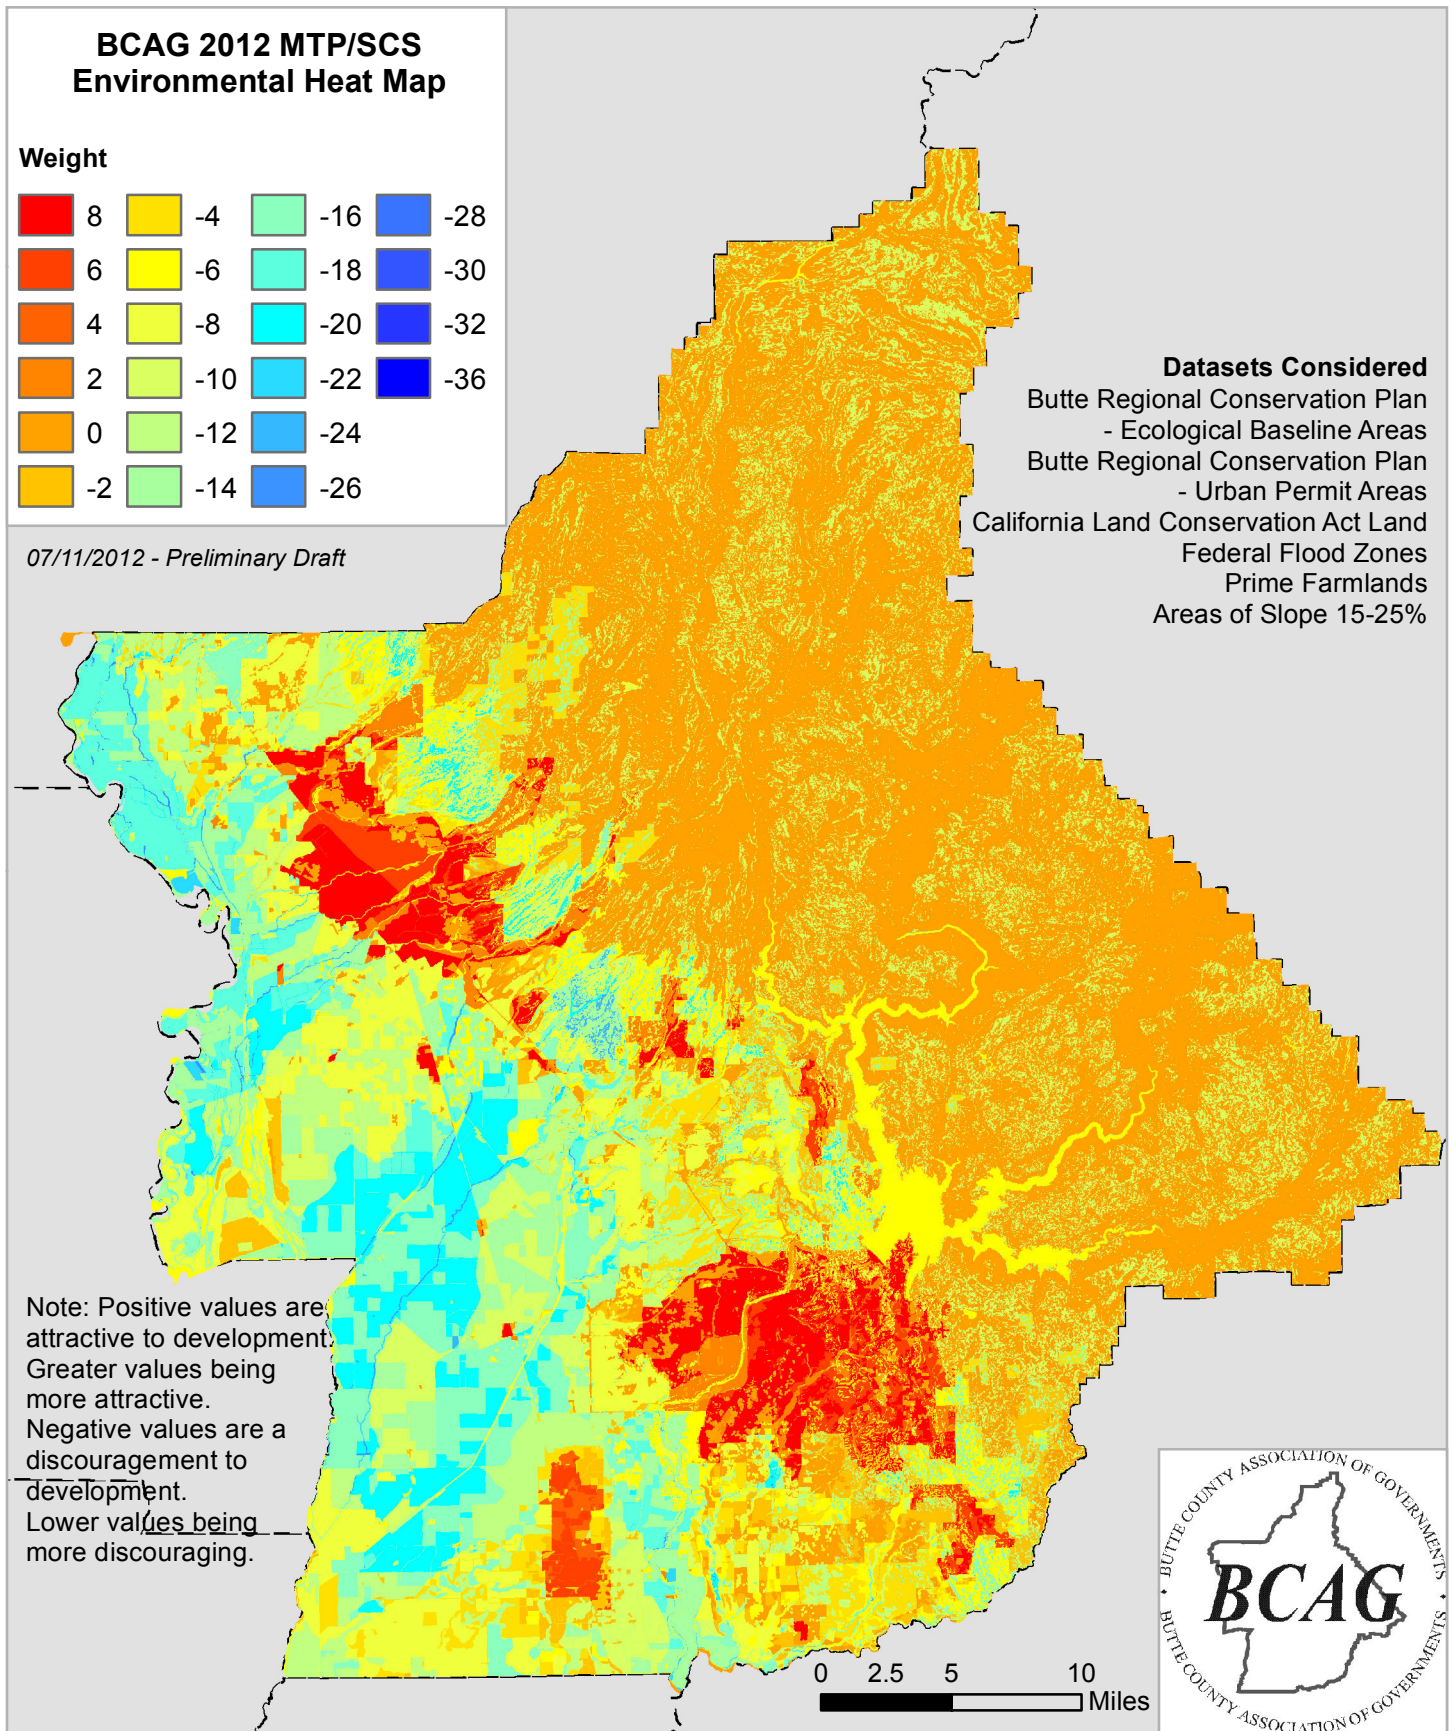 BCAG 2012 MTP/SCS
Environmental Heat Map
Weight
8 -4 -16 -28
6 -6 -18 -30
4 -8 -20 -32
2 -10 -22 -36
0 -12 -24
-2 -14 -26
07/11/2012 - Preliminary Draft
Datasets Considered
Butte Regional Conservation Plan
- Ecological Baseline Areas
Butte Regional Conservation Plan
- Urban Permit Areas
California Land Conservation Act Land
Federal Flood Zones
Prime Farmlands
Areas of Slope 15-25%
Note: Positive values are
attractive to development.
Greater values being
more attractive.
Negative values are a
discouragement to
development.
Lower values being
more discouraging.
0 2.5 5 10
Miles
BUTTE COUNTY ASSOCIATION OF GOVERNMENTS
BCAG
BUTTE COUNTY ASSOCIATION OF GOVERNMENTS